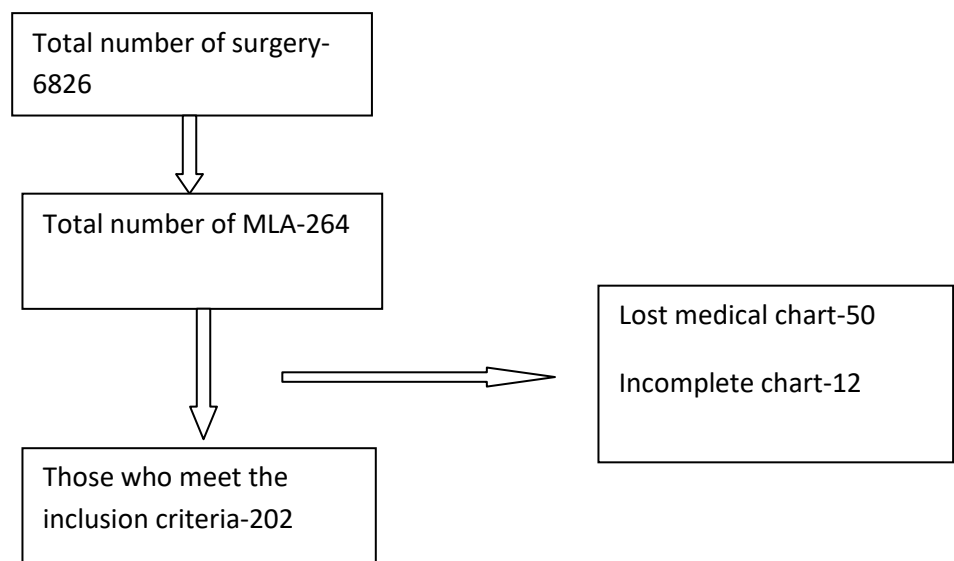 Total number of surgery-
6826
Total number of MLA-264
Lost medical chart-50
Incomplete chart-12
Those who meet the
inclusion criteria-202